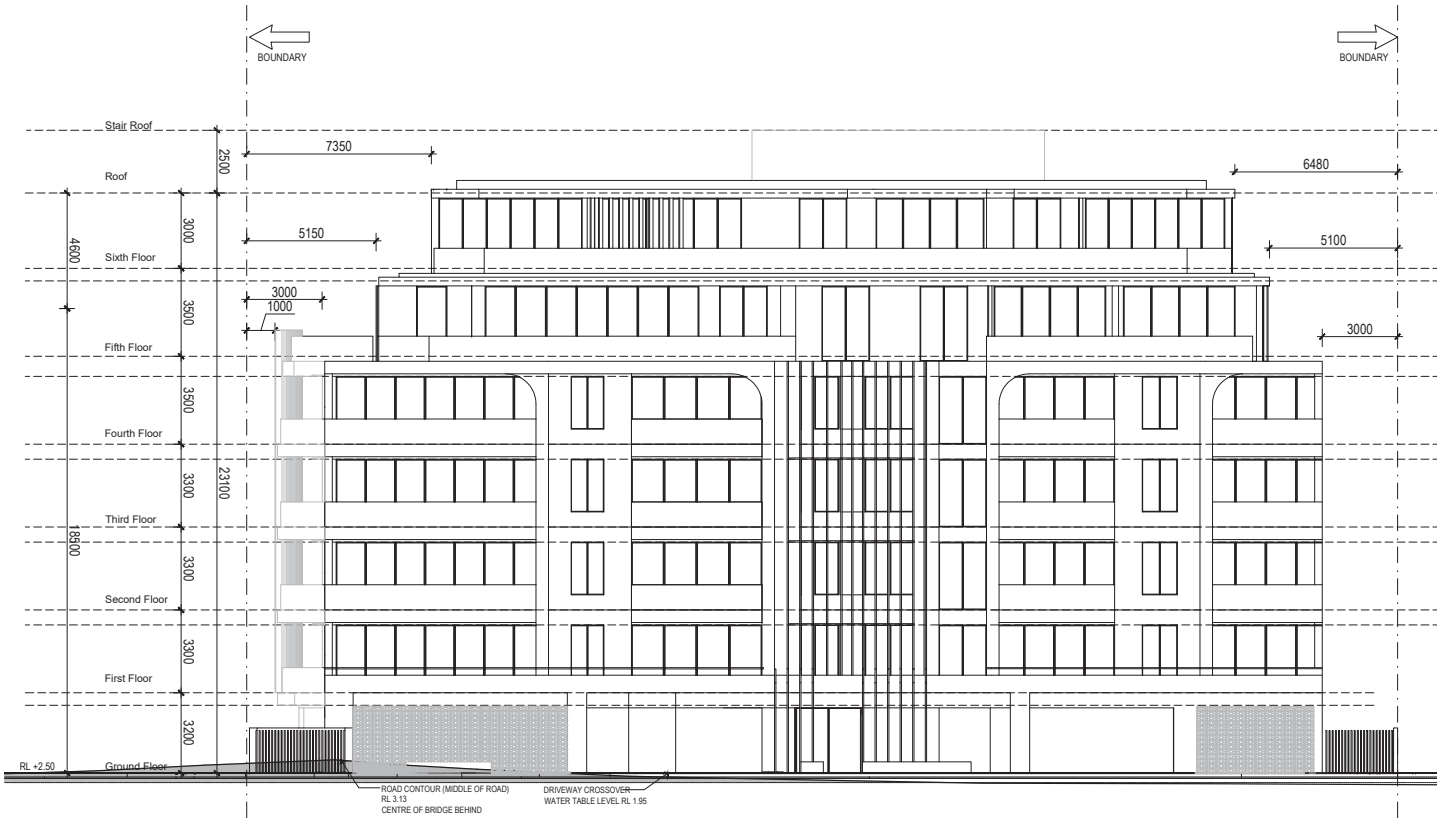 BOUNDARY
BOUNDARY
Stair Roof
7350
2500
6480
Roof
3000
4600
5150
5100
Sixth Floor
3000
1000
3500
3000
Fifth Floor
3500
Fourth Floor
3300
23100
Third Floor
18500
3300
Second Floor
3300
First Floor
3200
RL +2.50
Ground Floor
ROAD CONTOUR (MIDDLE OF ROAD)
RL 3.13
CENTRE OF BRIDGE BEHIND
DRIVEWAY CROSSOVER
WATER TABLE LEVEL RL 1.95